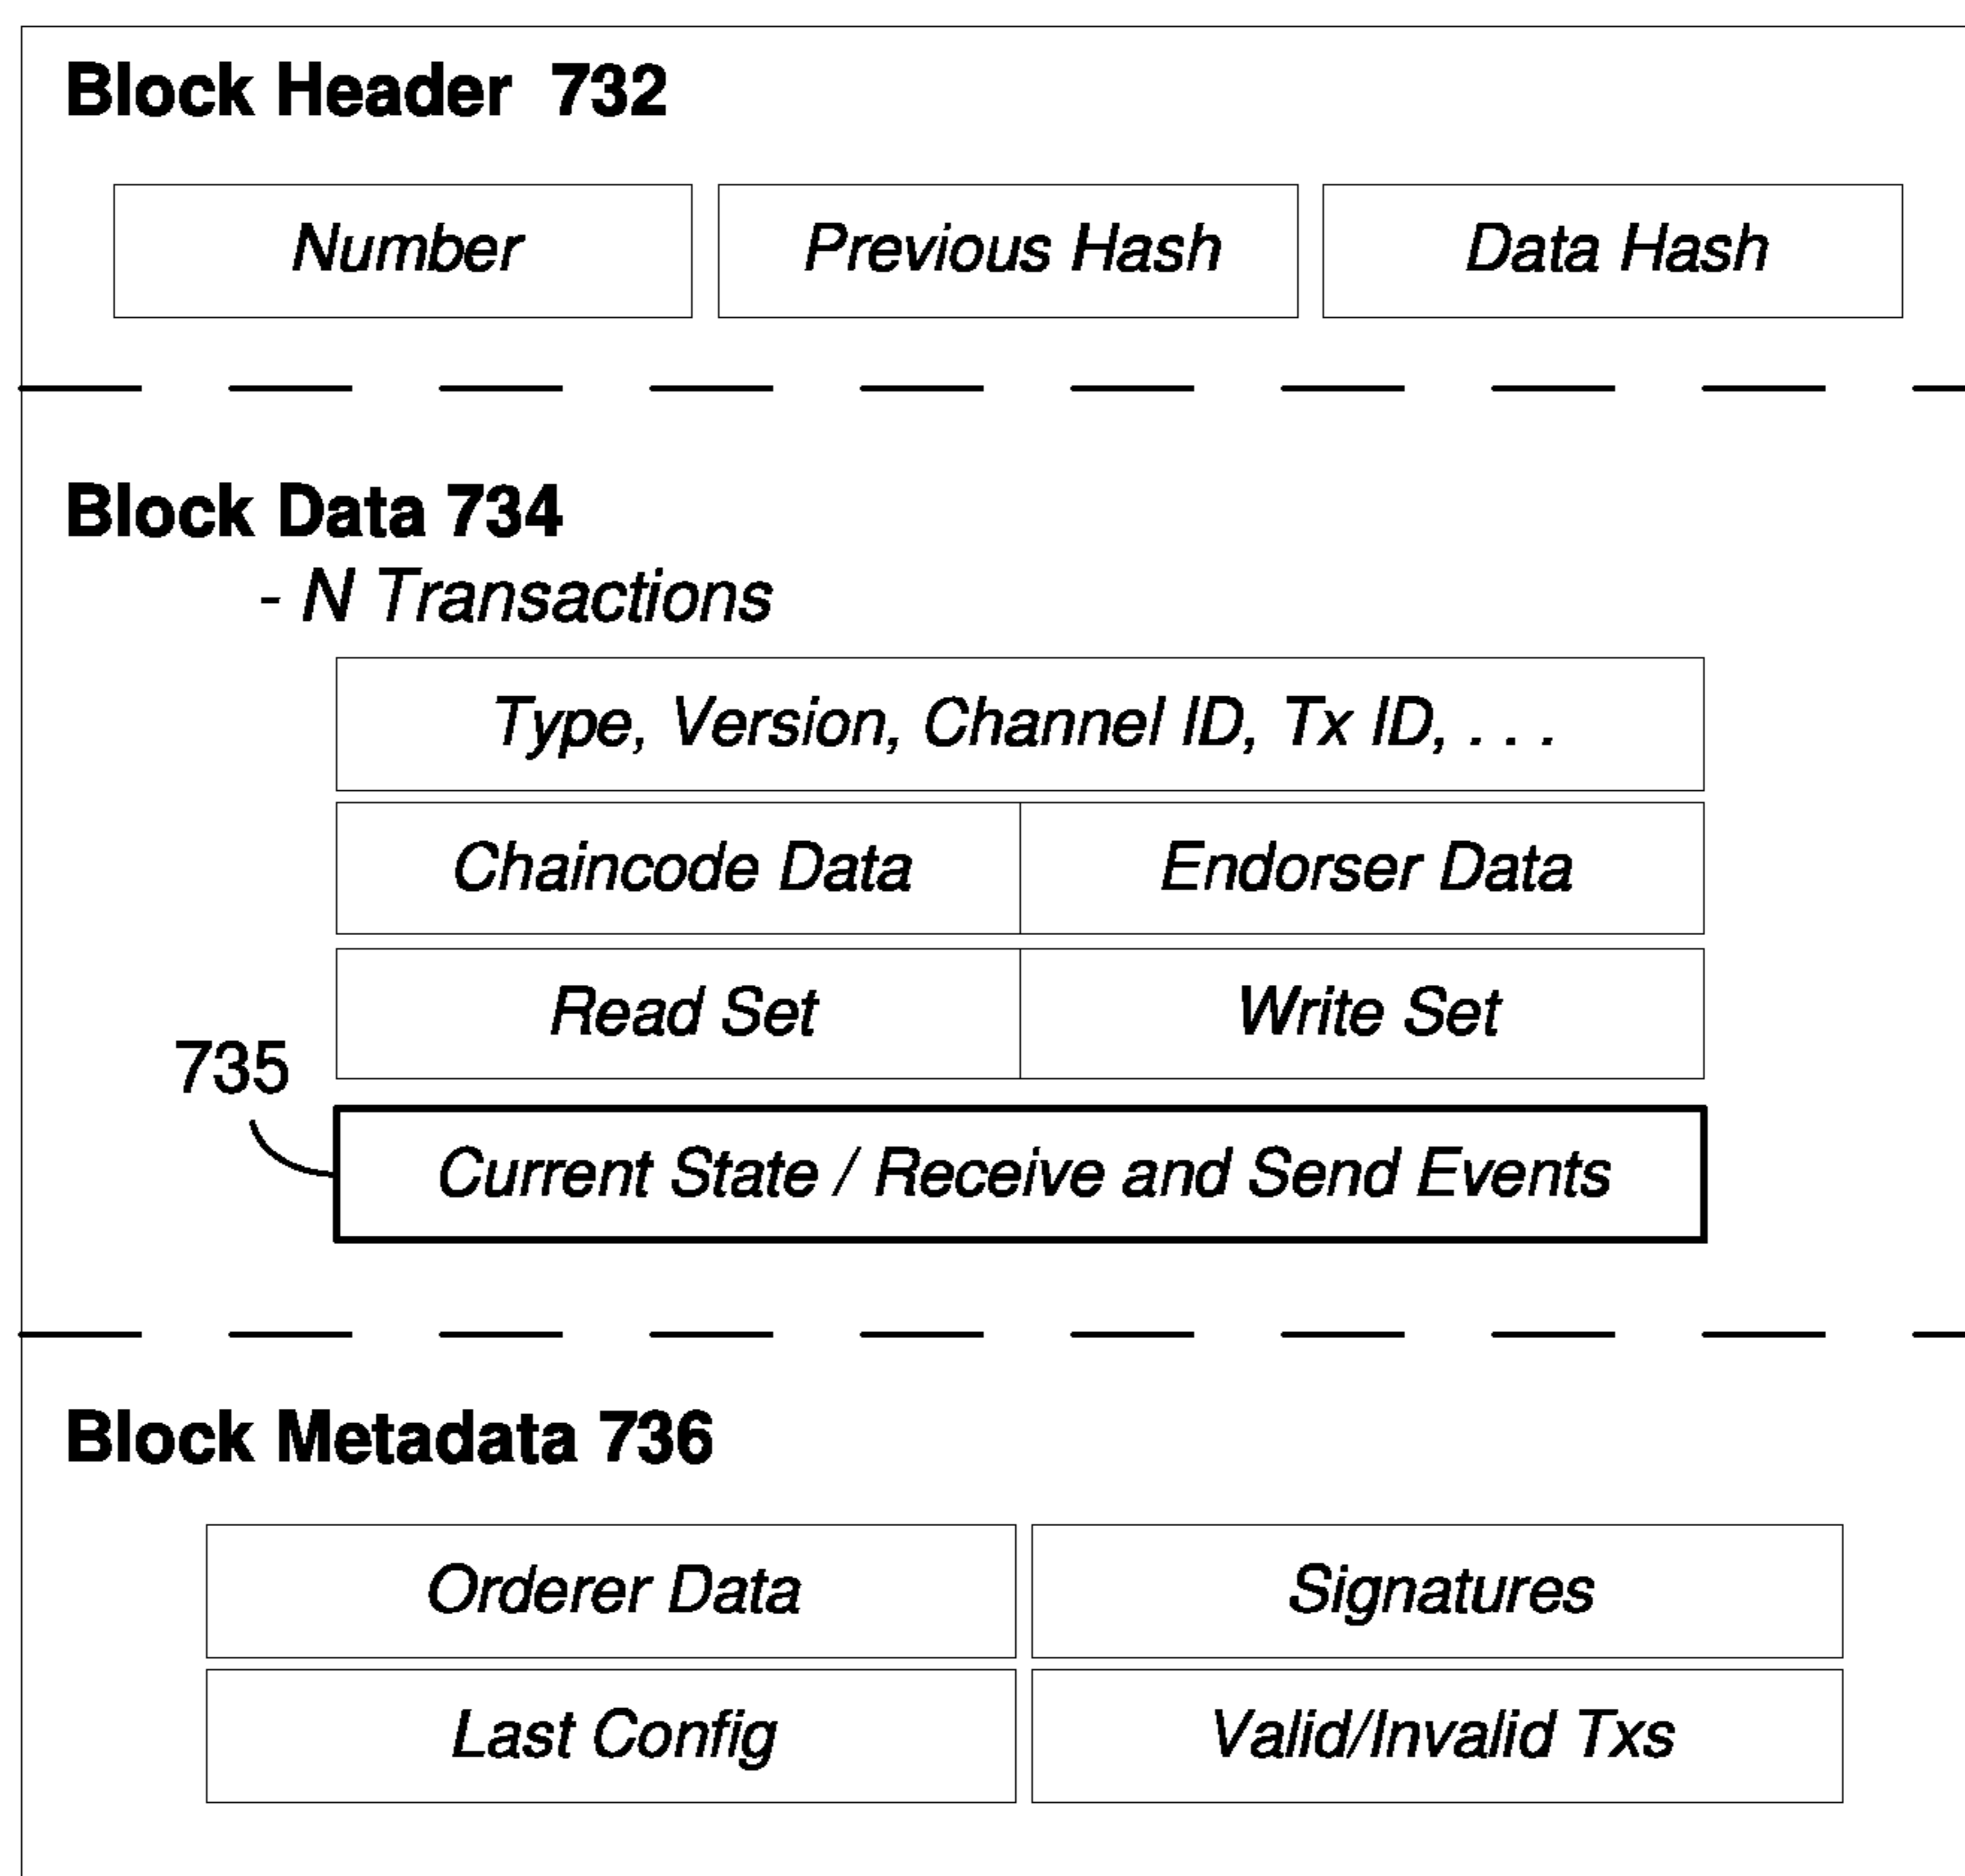 Block Header 732
Number Previous Hash Data Hash
Block Data 734
- N Transactions
Type, Version, Channel ID, Tx ID, . . .
Chaincode Data Endorser Data
Read Set Write Set
735
Current State / Receive and Send Events
Block Metadata 736
Orderer Data Signatures
Last Config Valid/Invalid Txs